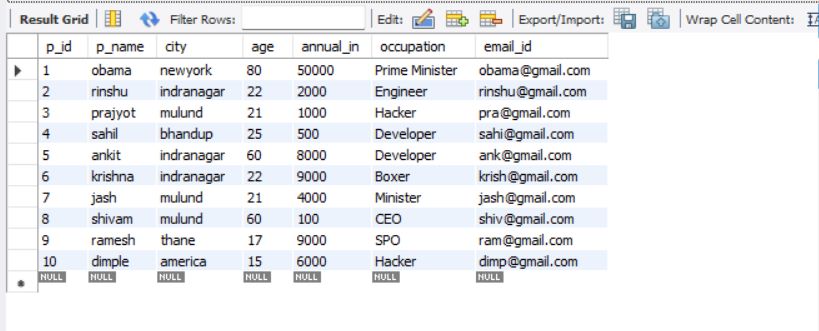 Result Grid Filter Rows: Edit: Export/Import: Wrap Cell Content:
p_id p_name city age annual_in occupation email_id
1 obama newyork 80 50000 Prime Minister obama@gmail.com
2 rinshu indranagar 22 2000 Engineer rinshu@gmail.com
3 prajyot mulund 21 1000 Hacker pra@gmail.com
4 sahil bhandup 25 500 Developer sahi@gmail.com
5 ankit indranagar 60 8000 Developer ank@gmail.com
6 krishna indranagar 22 9000 Boxer krish@gmail.com
7 jash mulund 21 4000 Minister jash@gmail.com
8 shivam mulund 60 100 CEO shiv@gmail.com
9 ramesh thane 17 9000 SPO ram@gmail.com
10 dimple america 15 6000 Hacker dimp@gmail.com
NULL NULL NULL NULL NULL NULL NULL